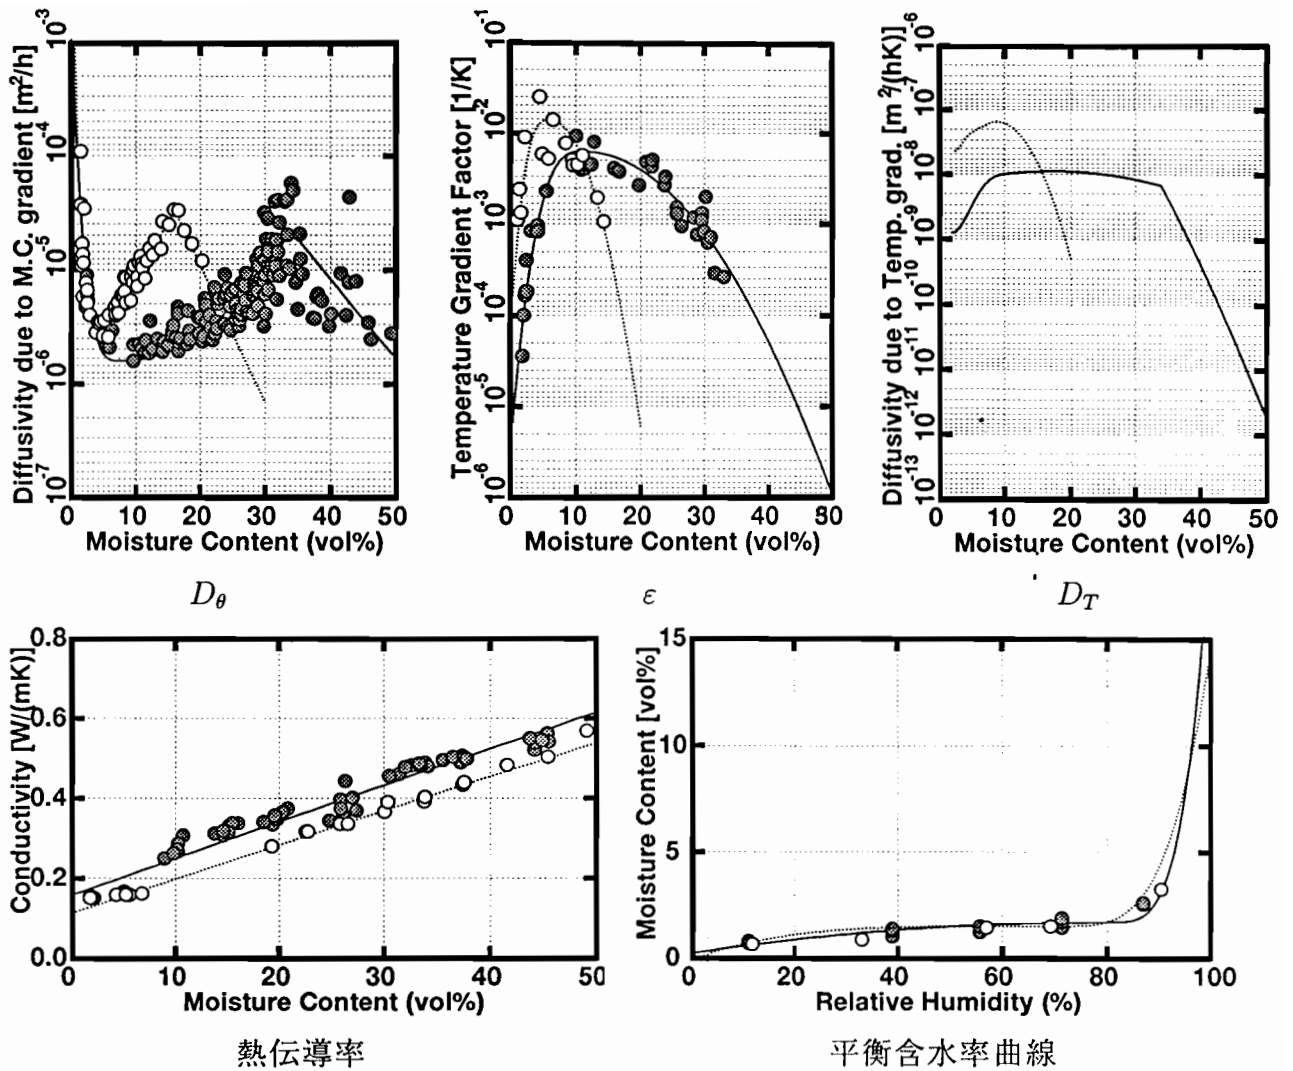 Diffusivity due to M.C. gradient [m²/h]
10⁻³
10⁻⁴
10⁻⁵
10⁻⁶
10⁻⁷
0 10 20 30 40 50
Moisture Content (vol%)
Dθ
Temperature Gradient Factor [1/K]
10⁻¹
10⁻²
10⁻³
10⁻⁴
10⁻⁵
10⁻⁶
0 10 20 30 40 50
Moisture Content (vol%)
ε
Diffusivity due to Temp. grad. [m²/(hK)]
10⁻⁶
10⁻⁷
10⁻⁸
10⁻⁹
10⁻¹⁰
10⁻¹¹
10⁻¹²
10⁻¹³
0 10 20 30 40 50
Moisture Content (vol%)
D_T
Conductivity [W/(mK)]
0.8
0.6
0.4
0.2
0.0
0 10 20 30 40 50
Moisture Content (vol%)
熱伝導率
Moisture Content [vol%]
15
10
5
0
0 20 40 60 80 100
Relative Humidity (%)
平衡含水率曲線